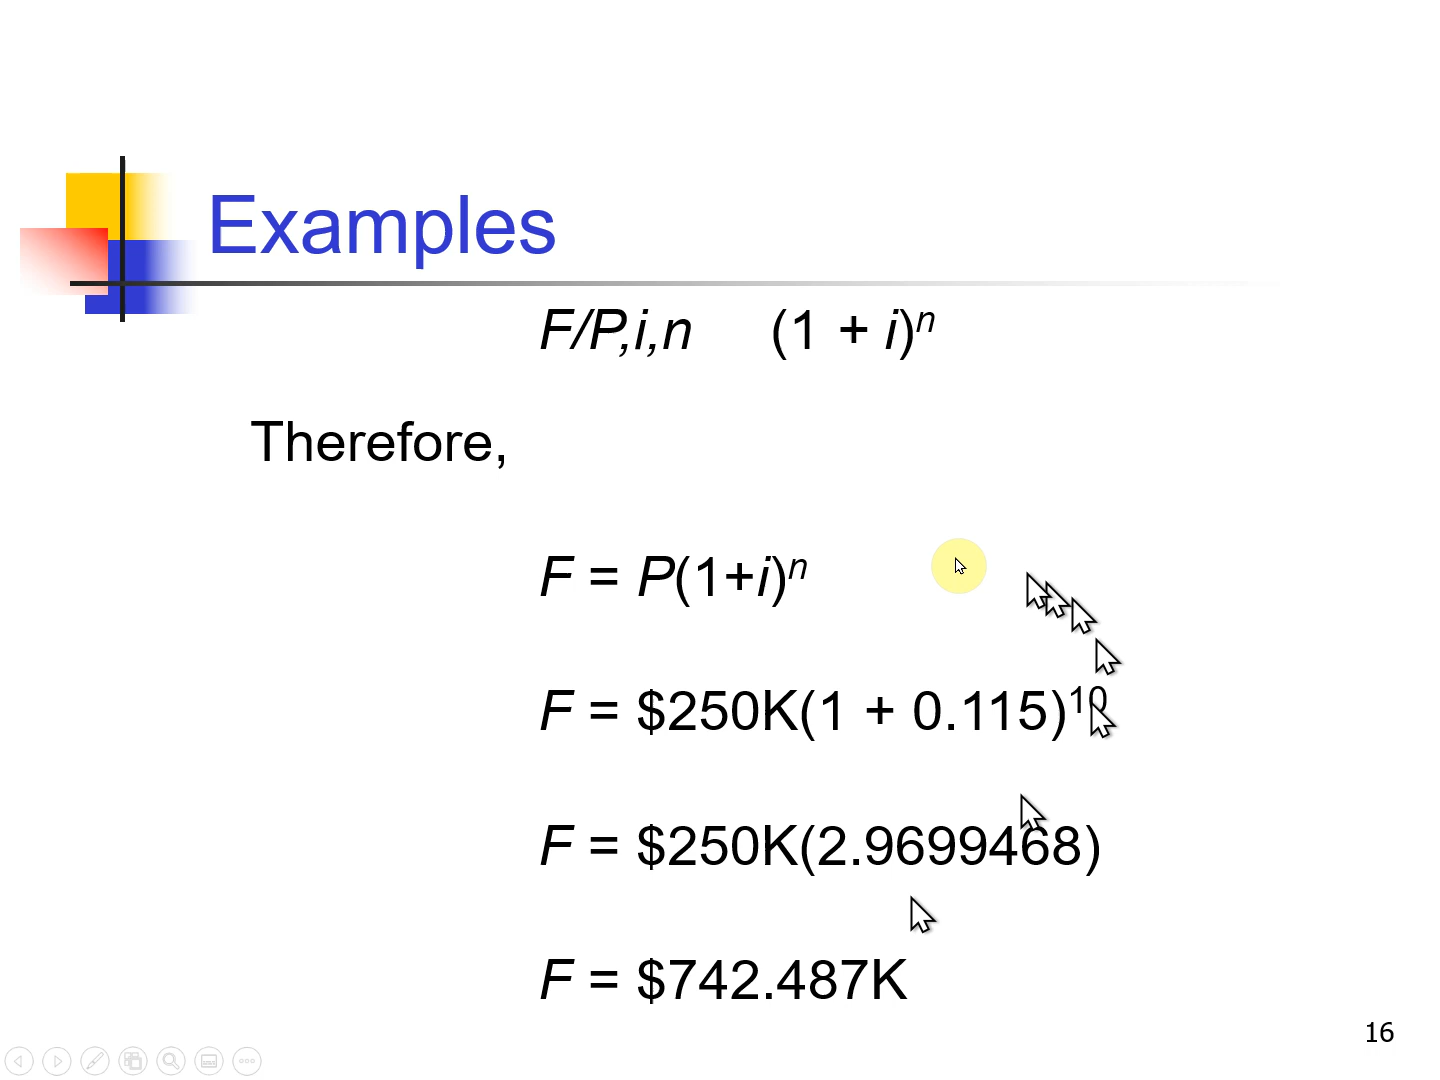 Examples
F/P,i,n (1 + i)ⁿ
Therefore,
F = P(1+i)ⁿ
F = $250K(1 + 0.115)¹⁰
F = $250K(2.9699468)
F = $742.487K
16